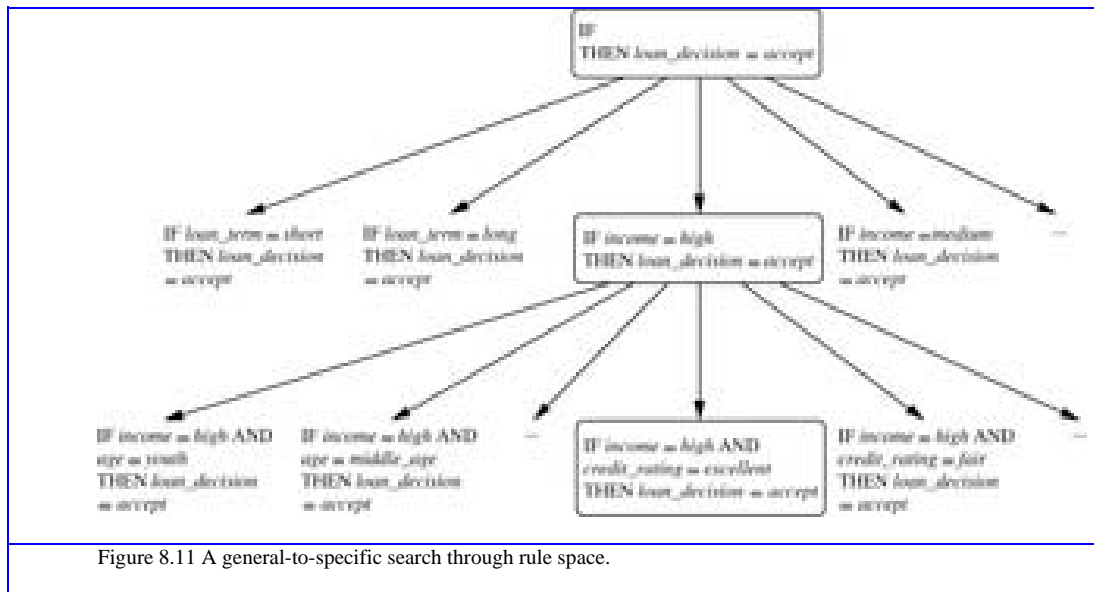 IF
THEN loan_decision = accept
IF loan_term = short
THEN loan_decision
= accept
IF loan_term = long
THEN loan_decision
= accept
IF income = high
THEN loan_decision = accept
IF income = medium
THEN loan_decision
= accept
...
IF income = high AND
age = youth
THEN loan_decision
= accept
IF income = high AND
age = middle_age
THEN loan_decision
= accept
...
IF income = high AND
credit_rating = excellent
THEN loan_decision = accept
IF income = high AND
credit_rating = fair
THEN loan_decision
= accept
...
Figure 8.11 A general-to-specific search through rule space.